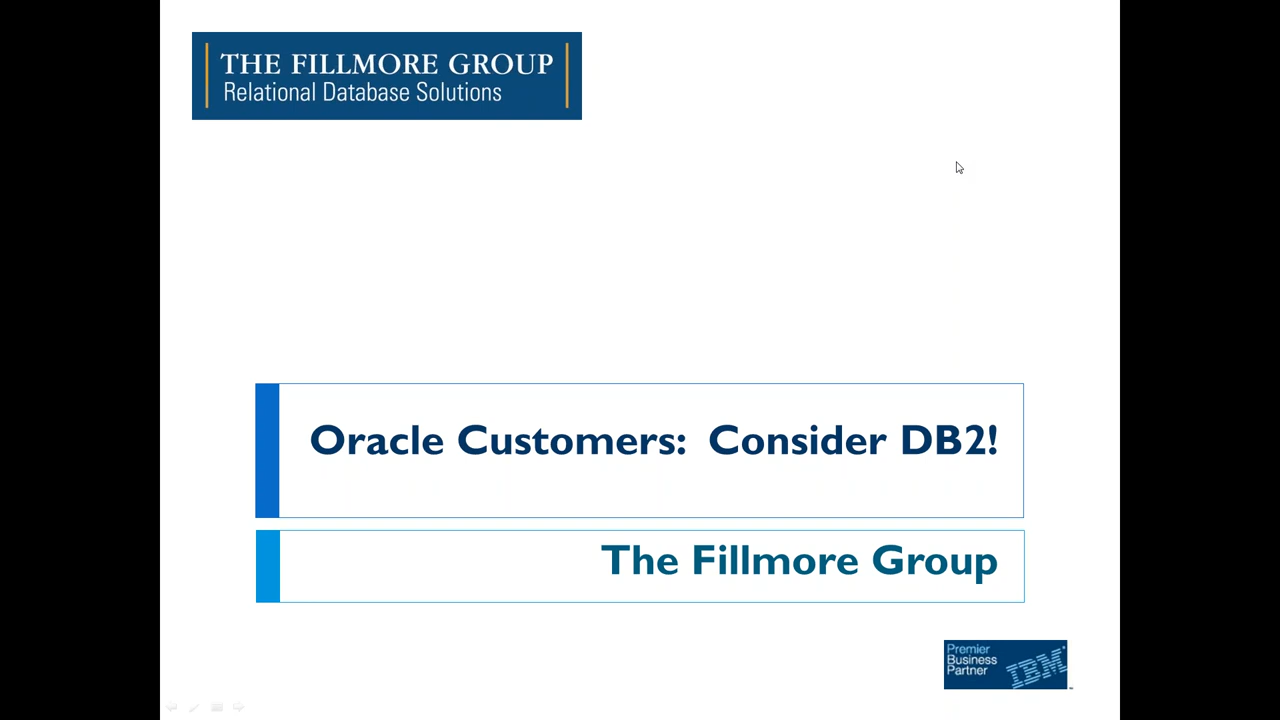 THE FILLMORE GROUP
Relational Database Solutions
Oracle Customers:  Consider DB2!
The Fillmore Group
Premier
Business
Partner
IBM